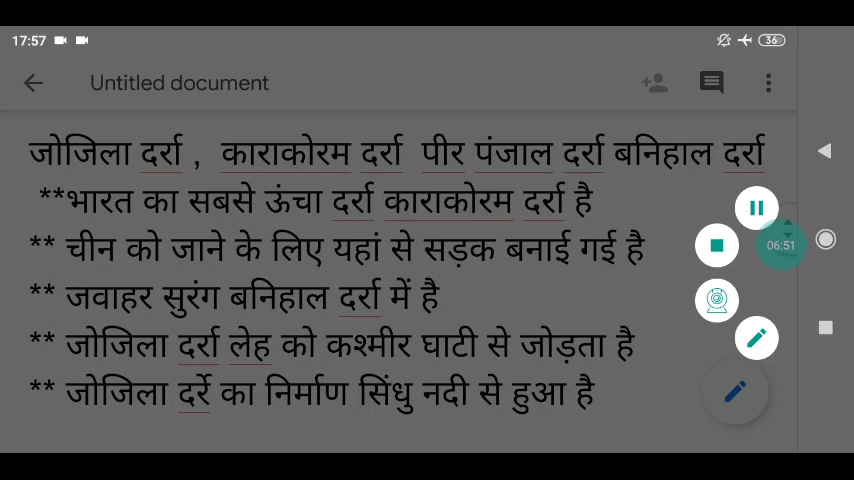 17:57
36
Untitled document
जोजिला दर्रा , काराकोरम दर्रा पीर पंजाल दर्रा बनिहाल दर्रा
**भारत का सबसे ऊंचा दर्रा काराकोरम दर्रा है
** चीन को जाने के लिए यहां से सड़क बनाई गई है
** जवाहर सुरंग बनिहाल दर्रा में है
** जोजिला दर्रा लेह को कश्मीर घाटी से जोड़ता है
** जोजिला दर्रे का निर्माण सिंधु नदी से हुआ है
06:51